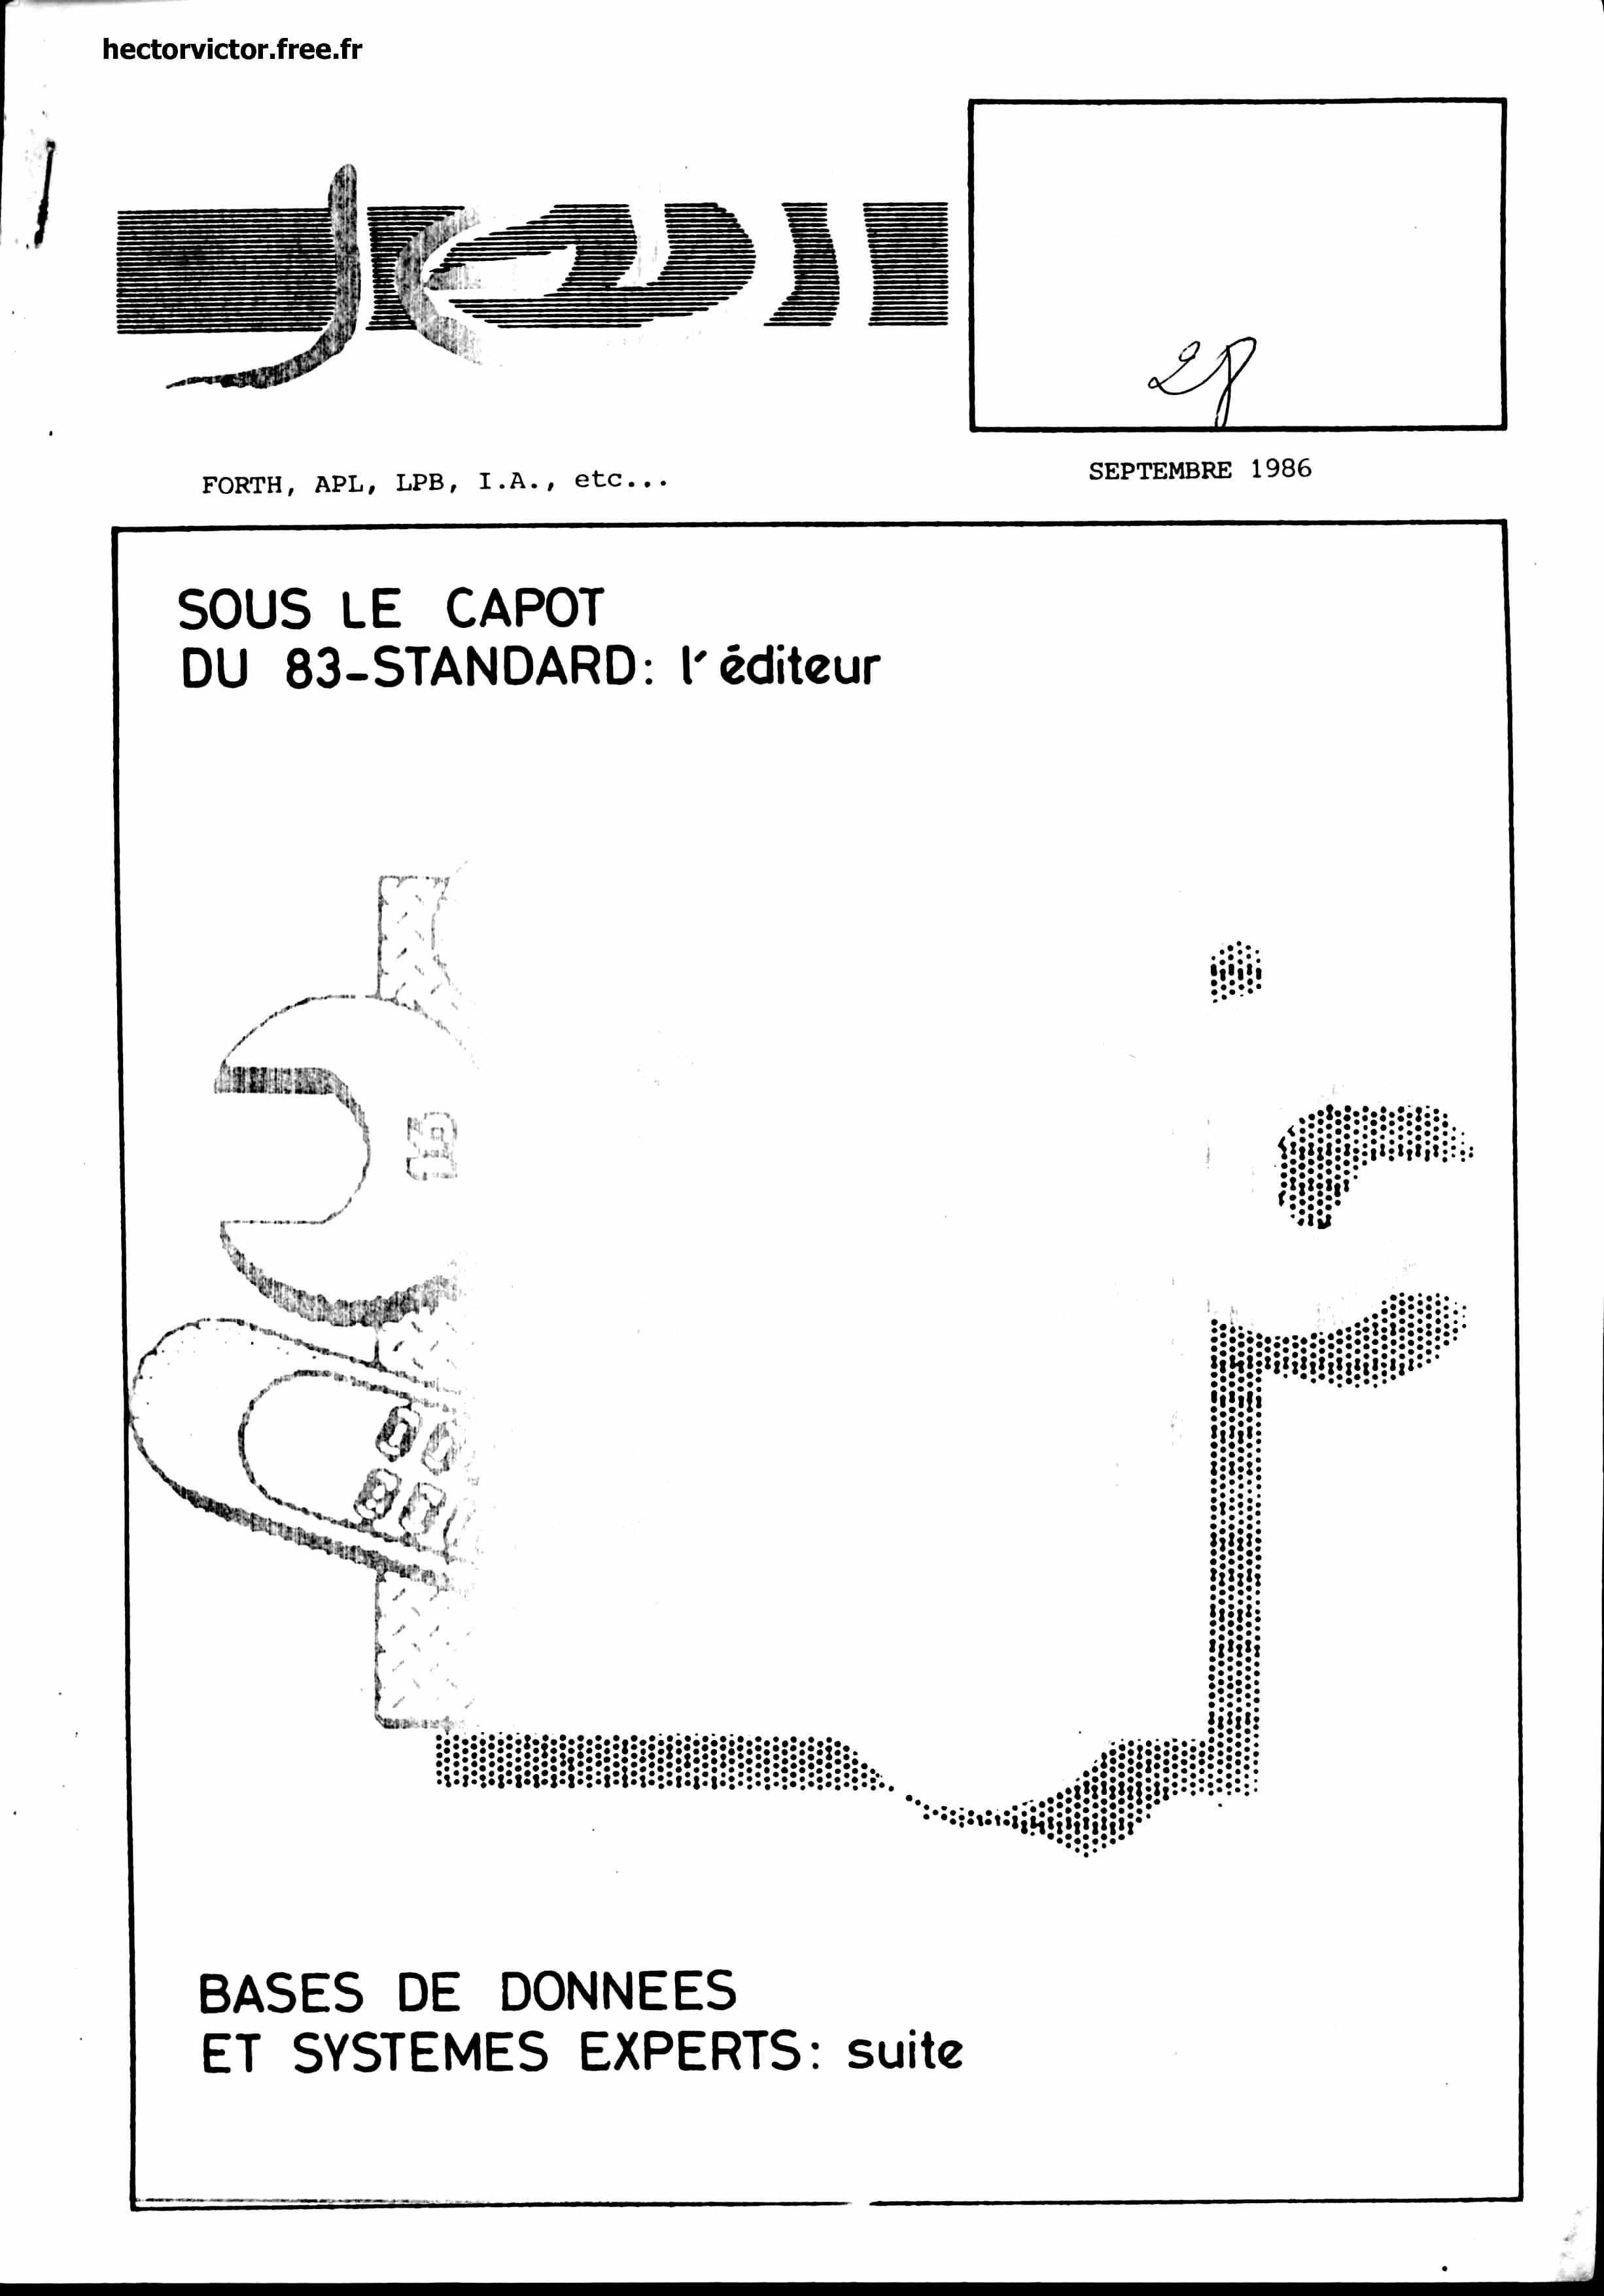 hectorvictor.free.fr
Jedi
FORTH, APL, LPB, I.A., etc...
SEPTEMBRE 1986
SOUS LE CAPOT
DU 83-STANDARD: l'éditeur
BASES DE DONNEES
ET SYSTEMES EXPERTS: suite